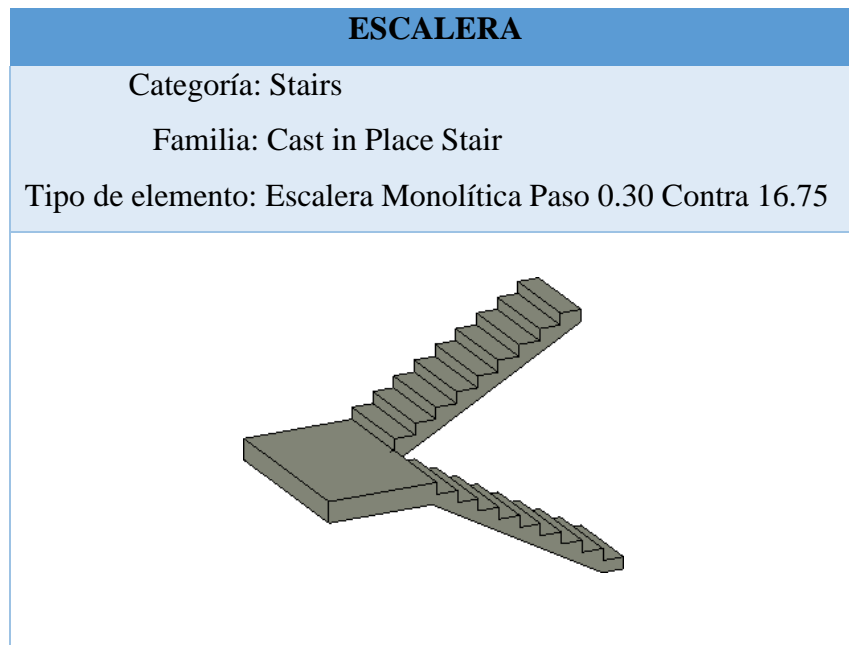 ESCALERA
Categoría: Stairs
Familia: Cast in Place Stair
Tipo de elemento: Escalera Monolítica Paso 0.30 Contra 16.75